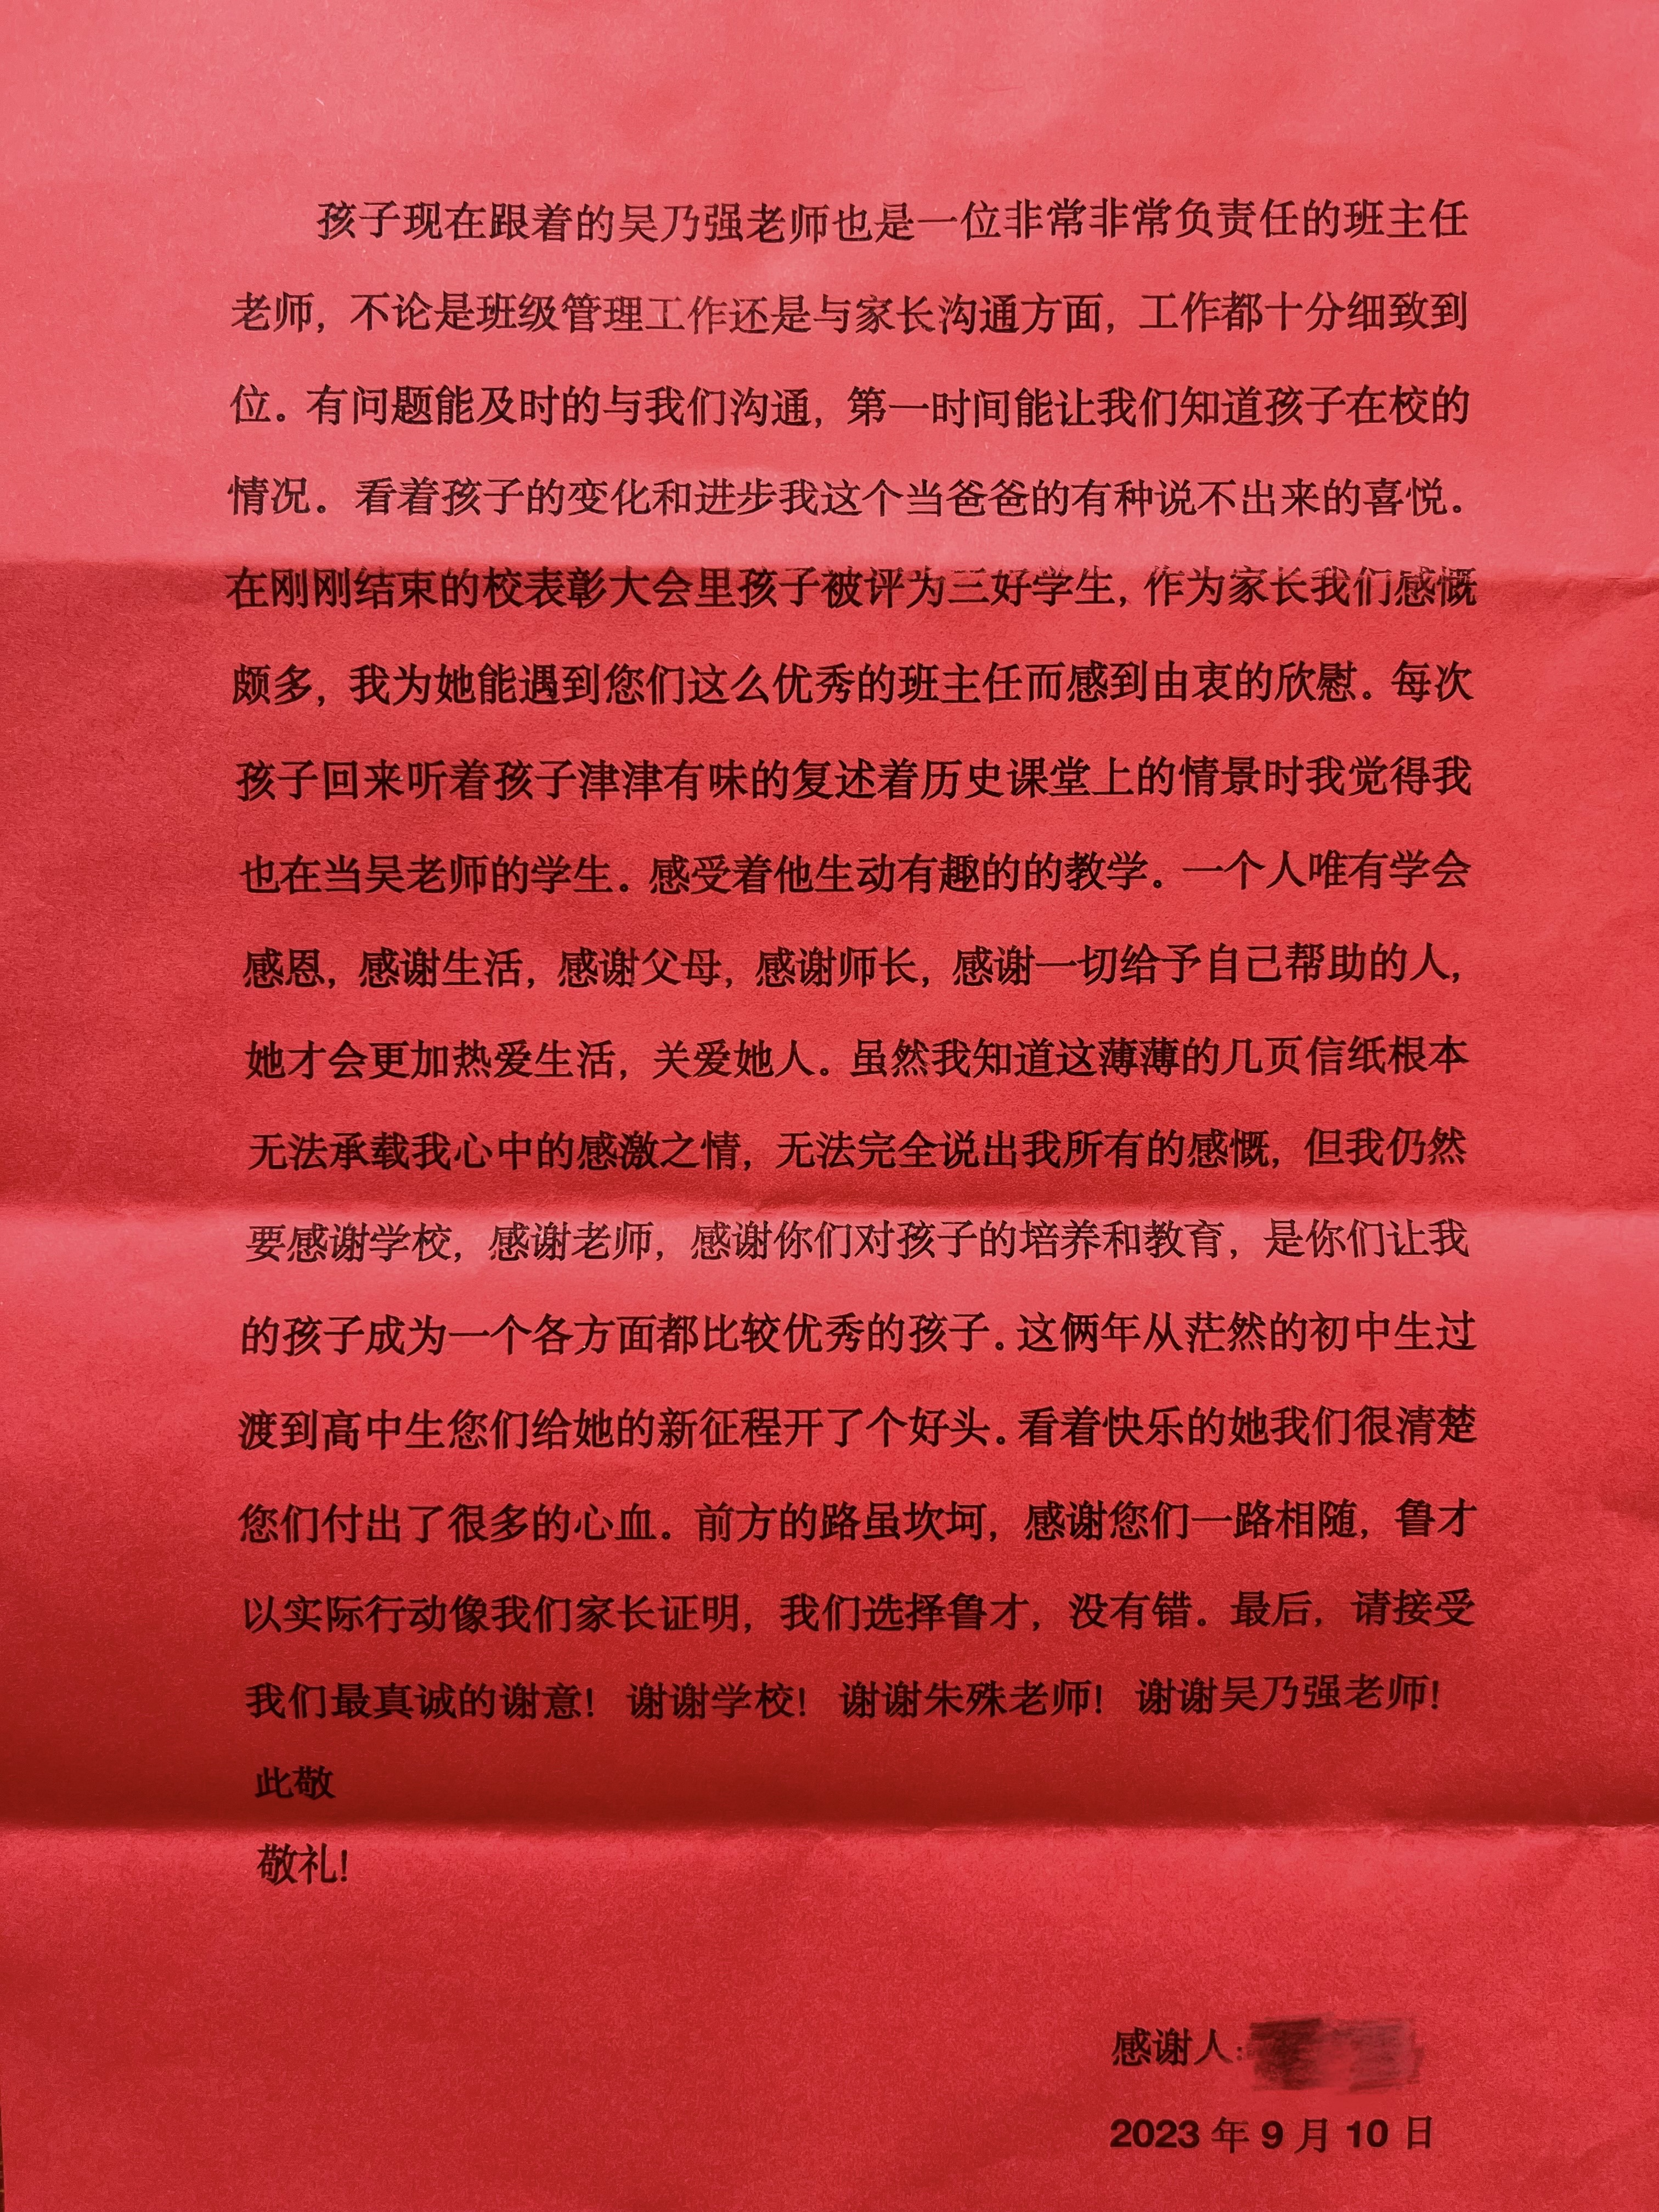 孩子现在跟着的吴乃强老师也是一位非常非常负责任的班主任
老师，不论是班级管理工作还是与家长沟通方面，工作都十分细致到
位。有问题能及时的与我们沟通，第一时间能让我们知道孩子在校的
情况。看着孩子的变化和进步我这个当爸爸的有种说不出来的喜悦。
在刚刚结束的校表彰大会里孩子被评为三好学生，作为家长我们感慨
颇多，我为她能遇到您们这么优秀的班主任而感到由衷的欣慰。每次
孩子回来听着孩子津津有味的复述着历史课堂上的情景时我觉得我
也在当吴老师的学生。感受着他生动有趣的的教学。一个人唯有学会
感恩，感谢生活，感谢父母，感谢师长，感谢一切给予自己帮助的人，
她才会更加热爱生活，关爱她人。虽然我知道这薄薄的几页信纸根本
无法承载我心中的感激之情，无法完全说出我所有的感慨，但我仍然
要感谢学校，感谢老师，感谢你们对孩子的培养和教育，是你们让我
的孩子成为一个各方面都比较优秀的孩子。这俩年从茫然的初中生过
渡到高中生您们给她的新征程开了个好头。看着快乐的她我们很清楚
您们付出了很多的心血。前方的路虽坎坷，感谢您们一路相随，鲁才
以实际行动像我们家长证明，我们选择鲁才，没有错。最后，请接受
我们最真诚的谢意！谢谢学校！谢谢朱殊老师！谢谢吴乃强老师！
此敬
敬礼！
感谢人：
2023 年 9 月 10 日